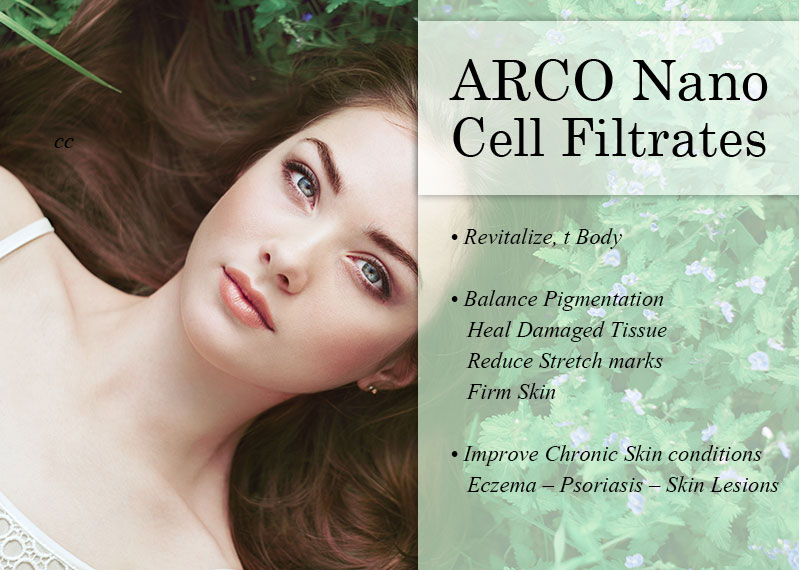 ARCO Nano
Cell Filtrates
cc
• Revitalize, t Body
• Balance Pigmentation
Heal Damaged Tissue
Reduce Stretch marks
Firm Skin
• Improve Chronic Skin conditions
Eczema – Psoriasis – Skin Lesions